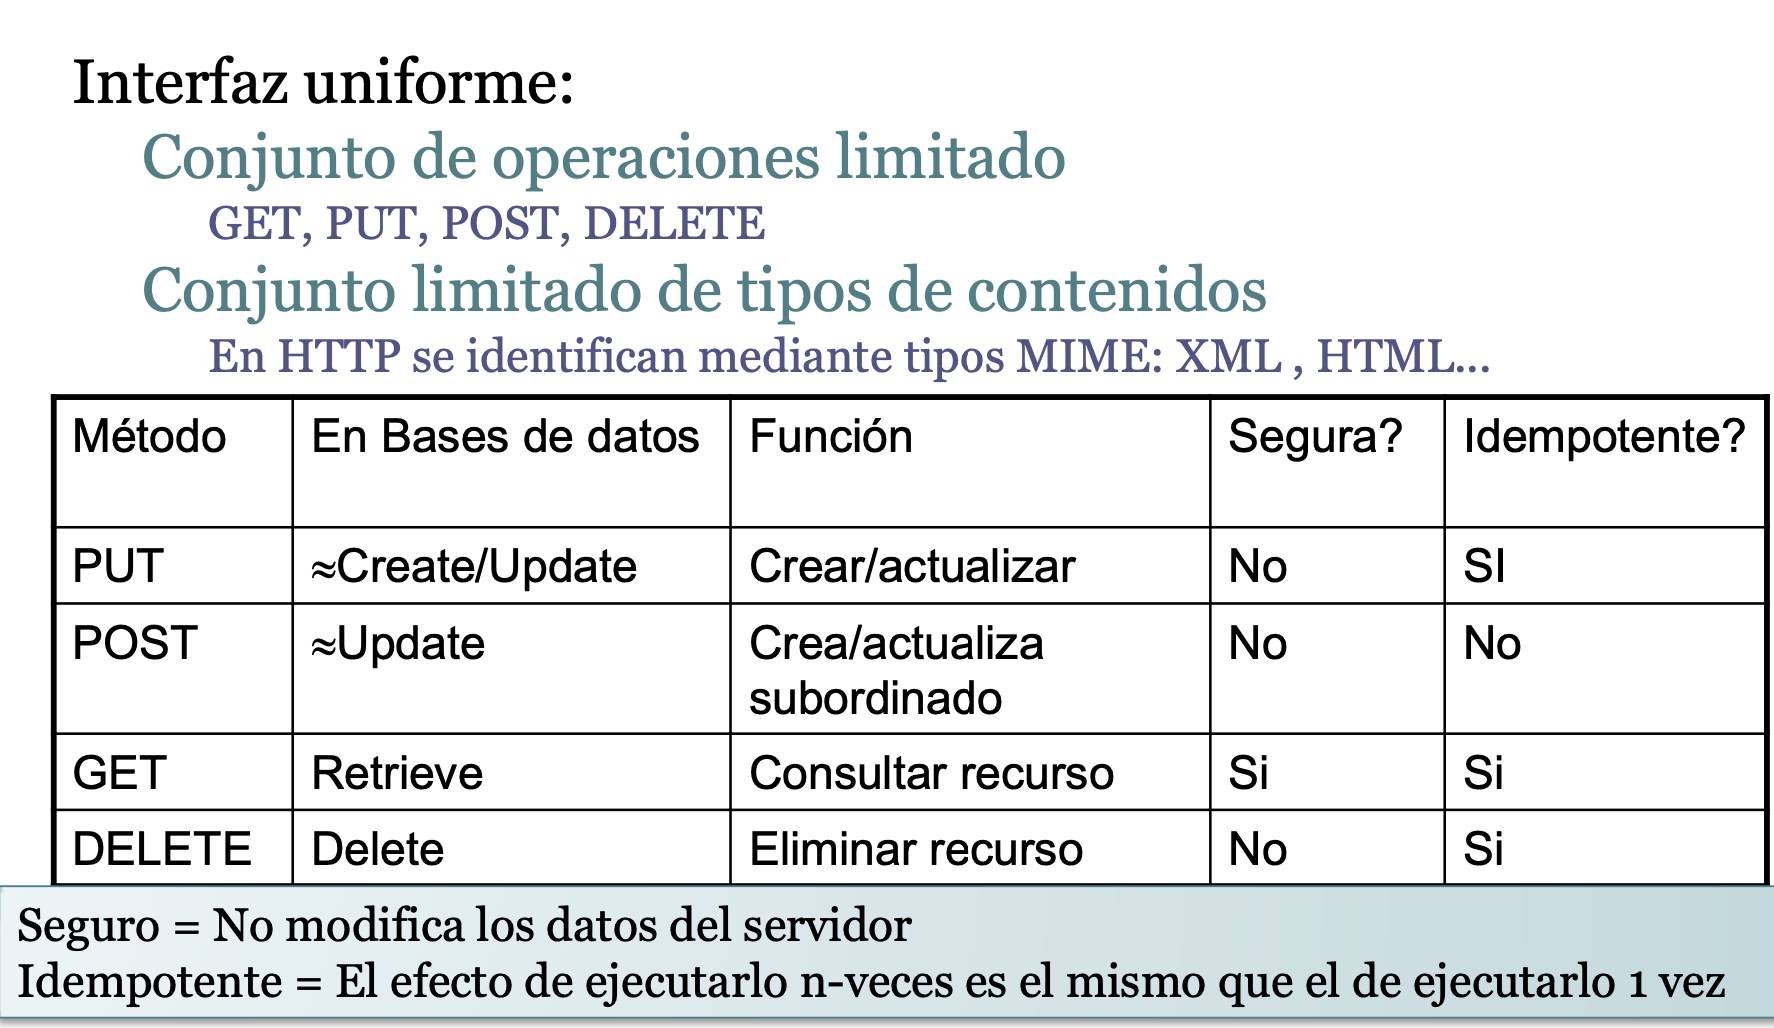 Interfaz uniforme:
Conjunto de operaciones limitado
GET, PUT, POST, DELETE
Conjunto limitado de tipos de contenidos
En HTTP se identifican mediante tipos MIME: XML , HTML...
Método En Bases de datos Función Segura? Idempotente?
PUT ≈Create/Update Crear/actualizar No SI
POST ≈Update Crea/actualiza No No
subordinado
GET Retrieve Consultar recurso Si Si
DELETE Delete Eliminar recurso No Si
Seguro = No modifica los datos del servidor
Idempotente = El efecto de ejecutarlo n-veces es el mismo que el de ejecutarlo 1 vez